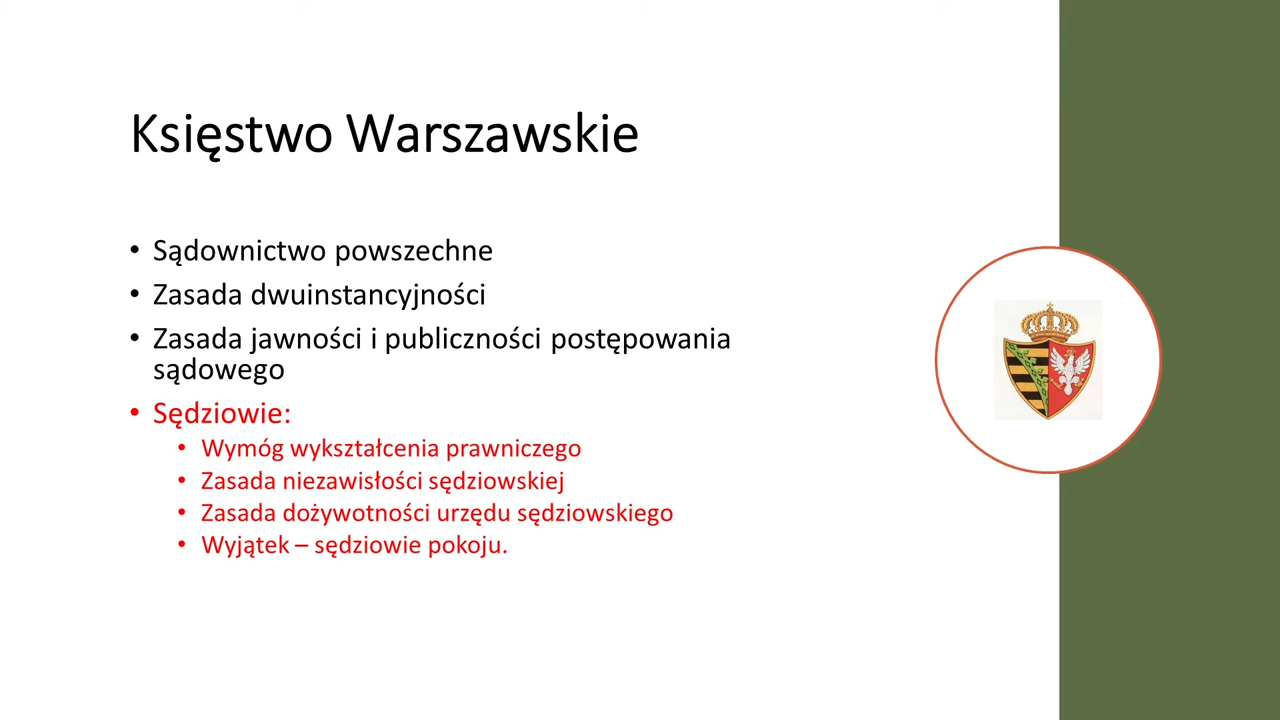 Księstwo Warszawskie
• Sądownictwo powszechne
• Zasada dwuinstancyjności
• Zasada jawności i publiczności postępowania
sądowego
• Sędziowie:
• Wymóg wykształcenia prawniczego
• Zasada niezawisłości sędziowskiej
• Zasada dożywotności urzędu sędziowskiego
• Wyjątek – sędziowie pokoju.